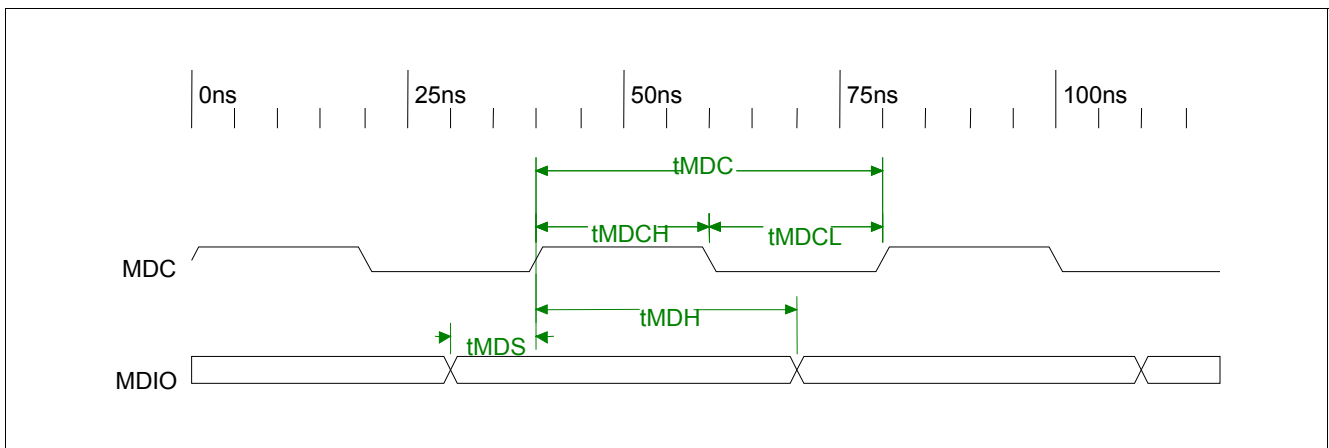 0ns 25ns 50ns 75ns 100ns
tMDC
tMDCH tMDCL
MDC
tMDH
tMDS
MDIO